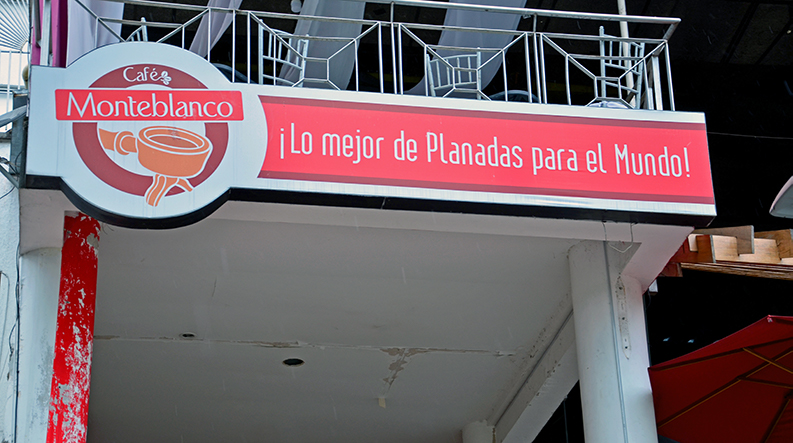 Café
Monteblanco
¡Lo mejor de Planadas para el Mundo!